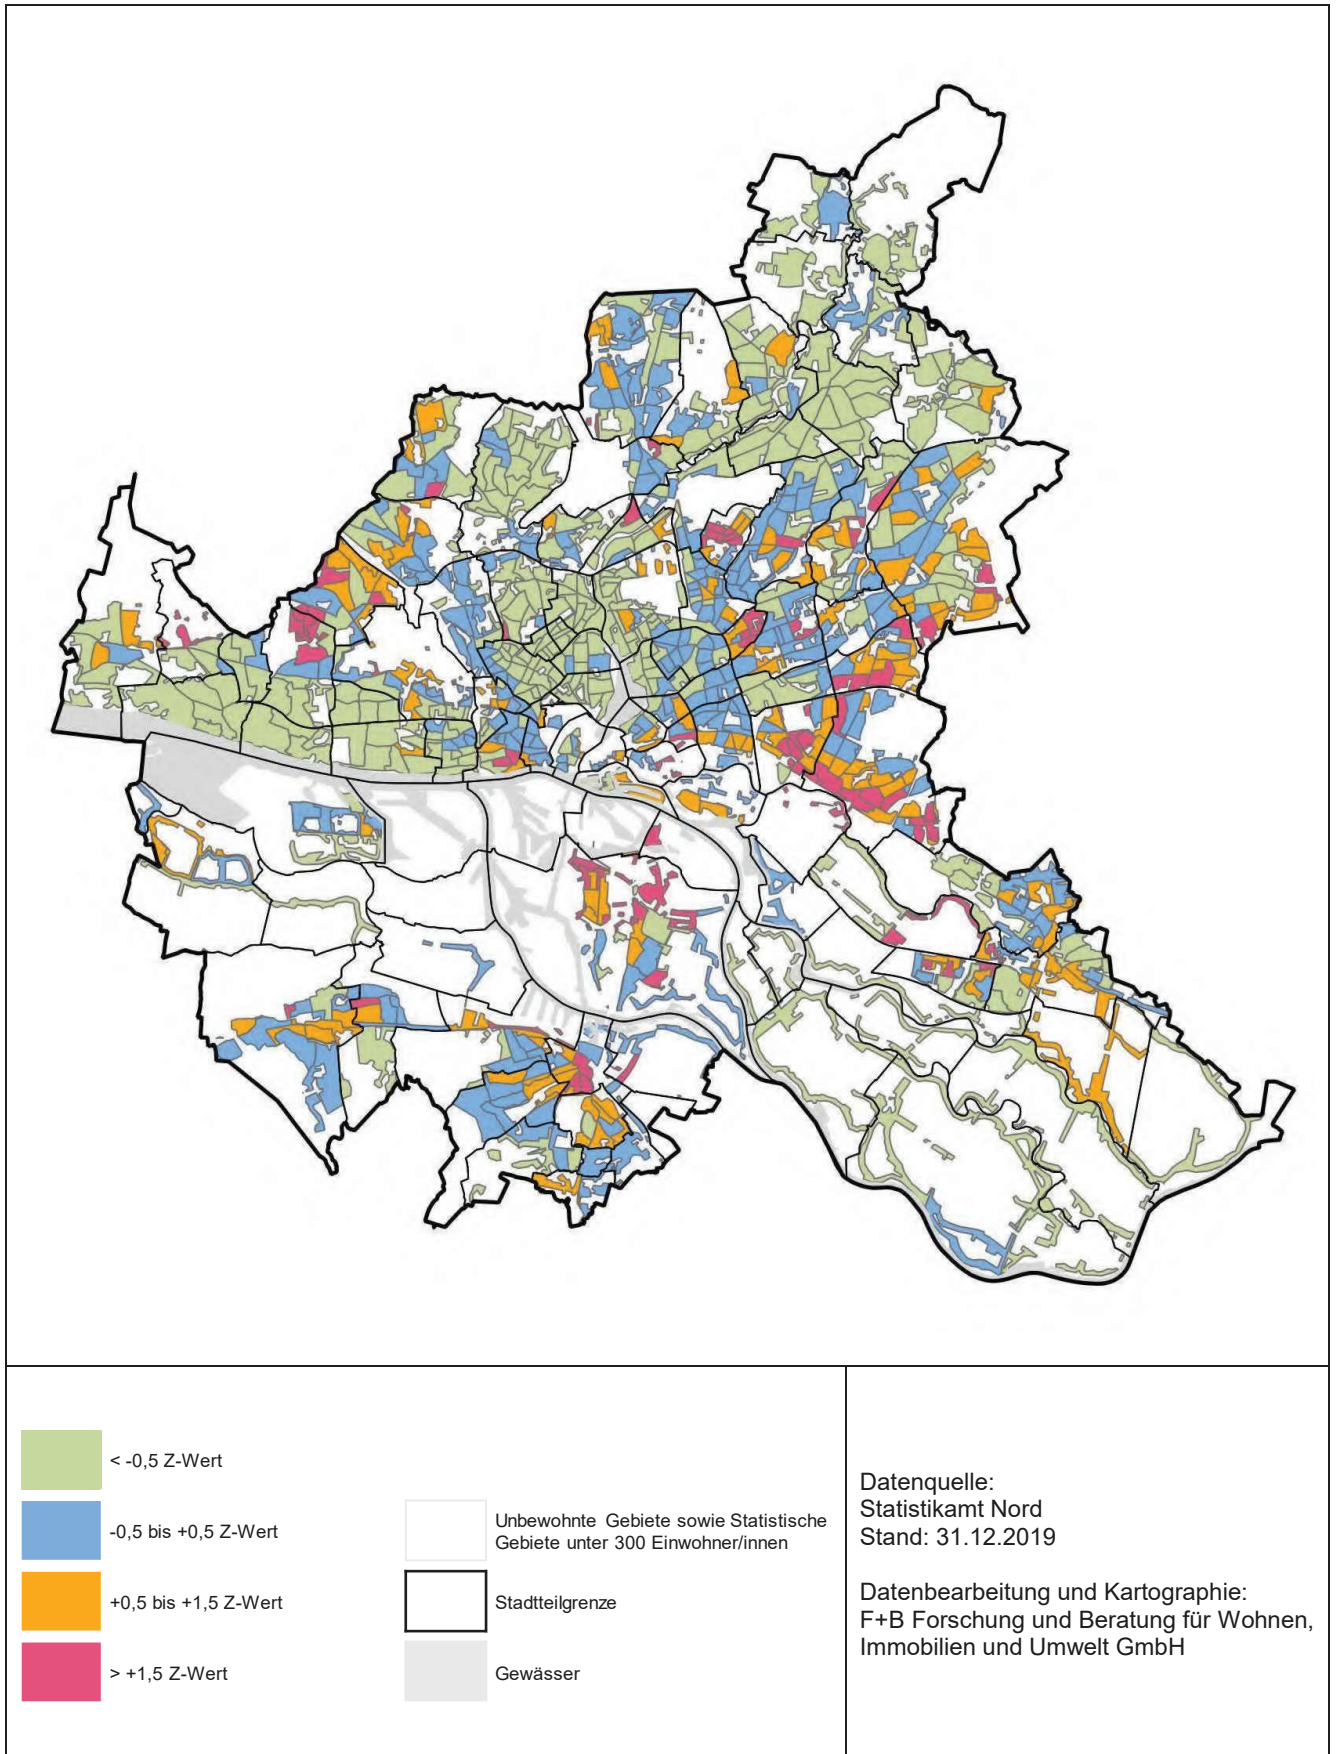 < -0,5 Z-Wert
-0,5 bis +0,5 Z-Wert
+0,5 bis +1,5 Z-Wert
> +1,5 Z-Wert
Unbewohnte Gebiete sowie Statistische
Gebiete unter 300 Einwohner/innen
Stadtteilgrenze
Gewässer
Datenquelle:
Statistikamt Nord
Stand: 31.12.2019
Datenbearbeitung und Kartographie:
F+B Forschung und Beratung für Wohnen,
Immobilien und Umwelt GmbH